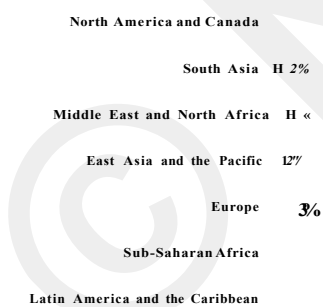 North America and Canada
South Asia H 2%
Middle East and North Africa H «
East Asia and the Pacific
Europe 3%
Sub-Saharan Africa
Latin America and the Caribbean